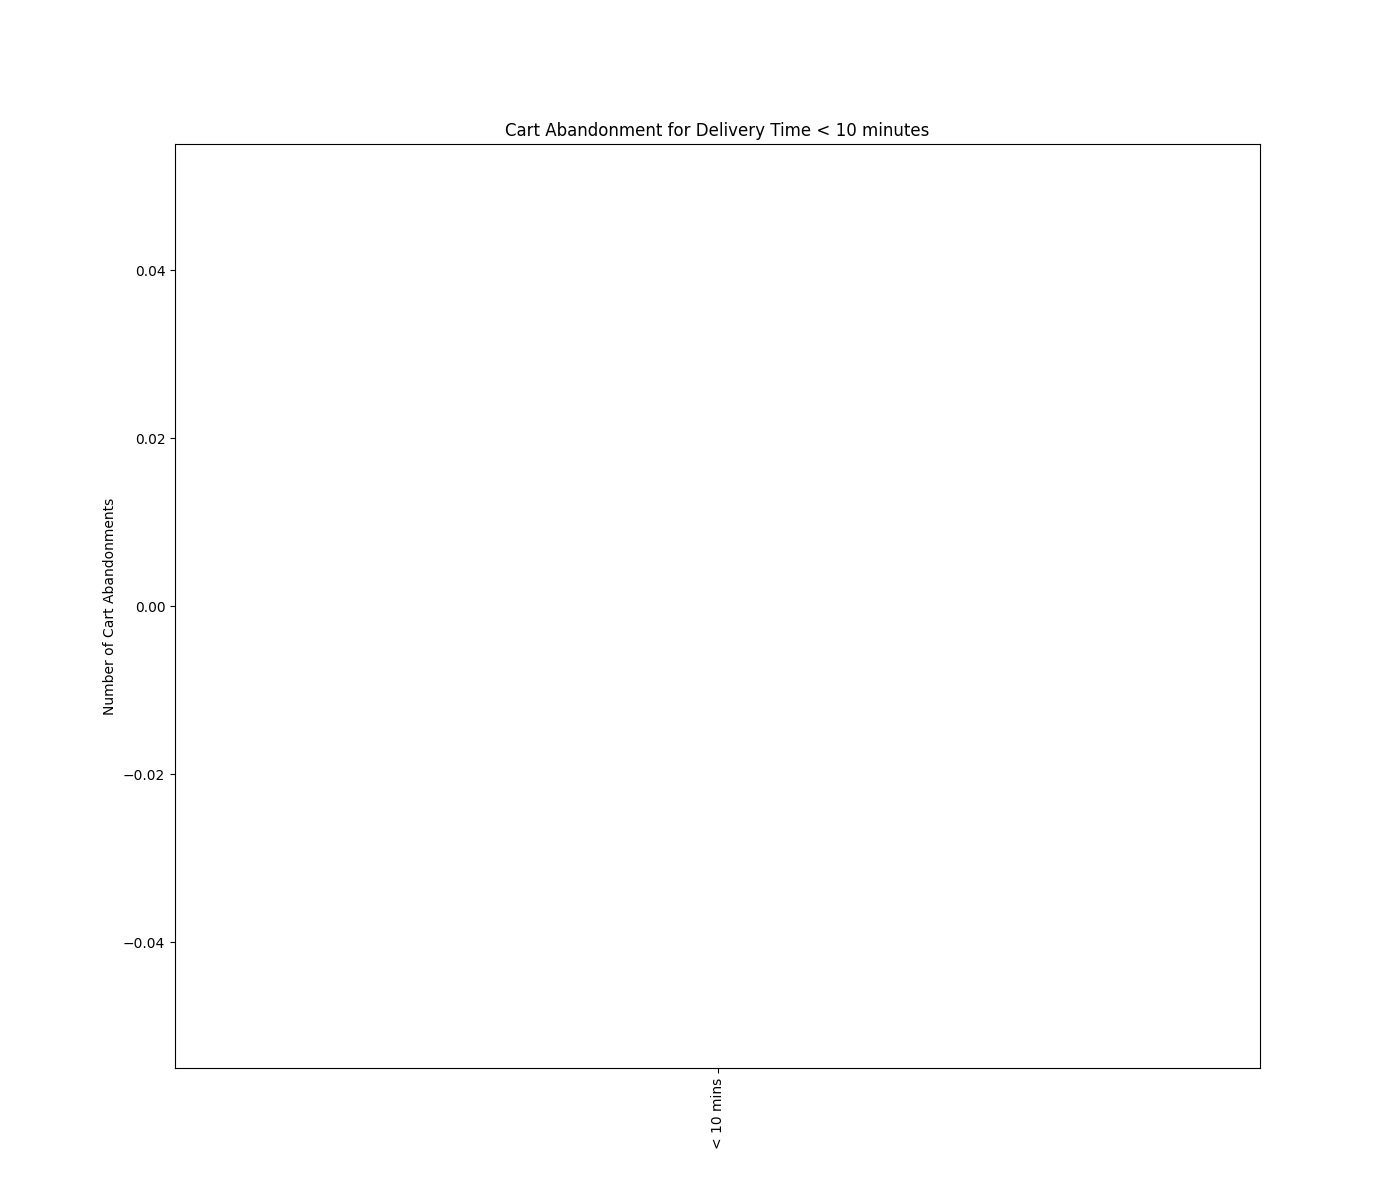 Cart Abandonment for Delivery Time < 10 minutes
0.04
0.02
0.00
−0.02
−0.04
Number of Cart Abandonments
< 10 mins